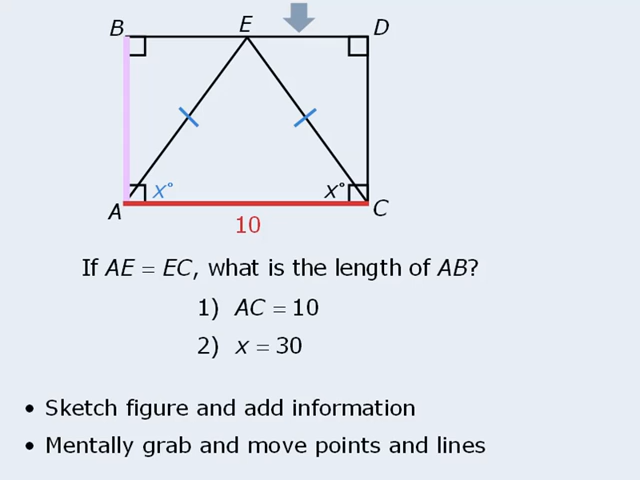 B E D
x° x°
A C
10
If AE = EC, what is the length of AB?
1) AC = 10
2) x = 30
• Sketch figure and add information
• Mentally grab and move points and lines